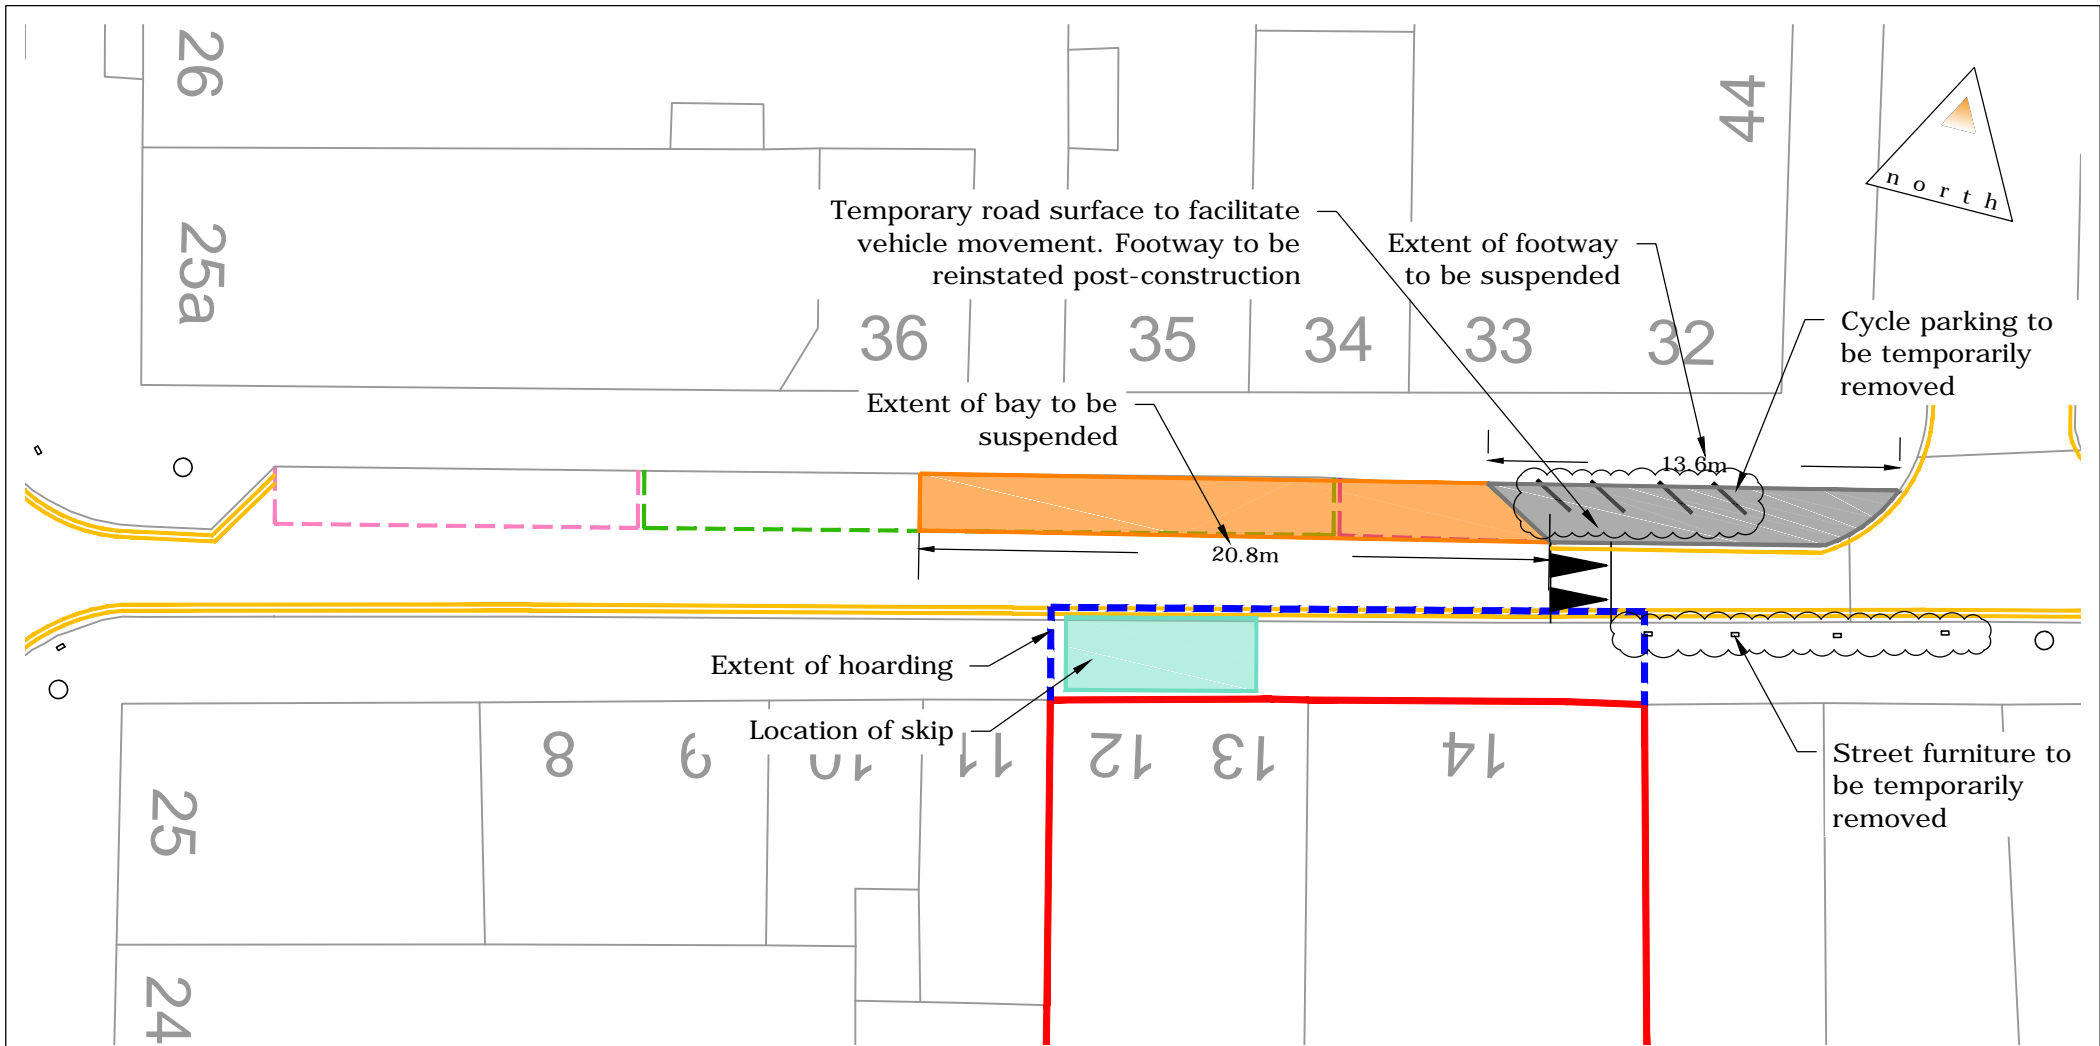 26
44
north
Temporary road surface to facilitate
vehicle movement. Footway to be
reinstated post-construction
Extent of footway
to be suspended
25a
36
35
34
33
32
Cycle parking to
be temporarily
removed
Extent of bay to be
suspended
13.6m
20.8m
Extent of hoarding
Location of skip
8
9
10
11
12
13
14
Street furniture to
be temporarily
removed
25
24